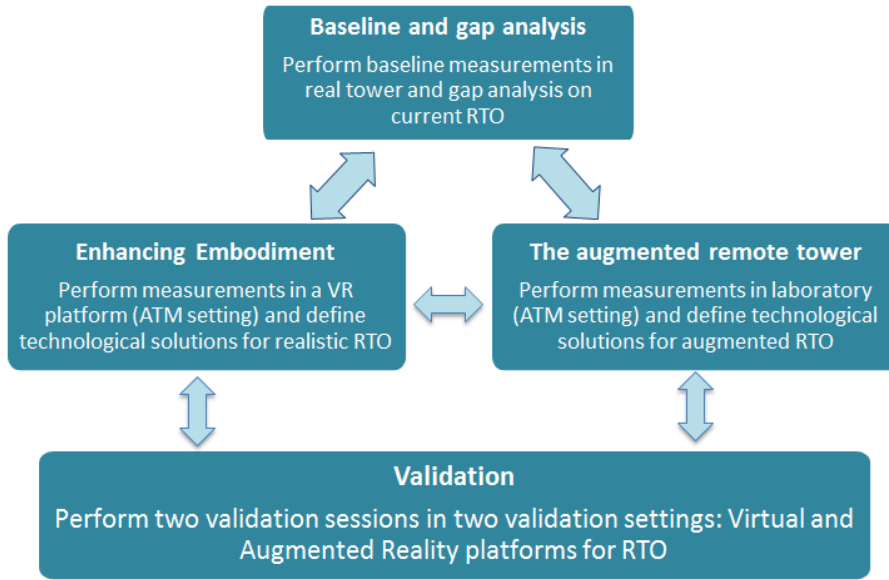 Baseline and gap analysis
Perform baseline measurements in
real tower and gap analysis on
current RTO
Enhancing Embodiment
Perform measurements in a VR
platform (ATM setting) and define
technological solutions for realistic RTO
The augmented remote tower
Perform measurements in laboratory
(ATM setting) and define technological
solutions for augmented RTO
Validation
Perform two validation sessions in two validation settings: Virtual and
Augmented Reality platforms for RTO